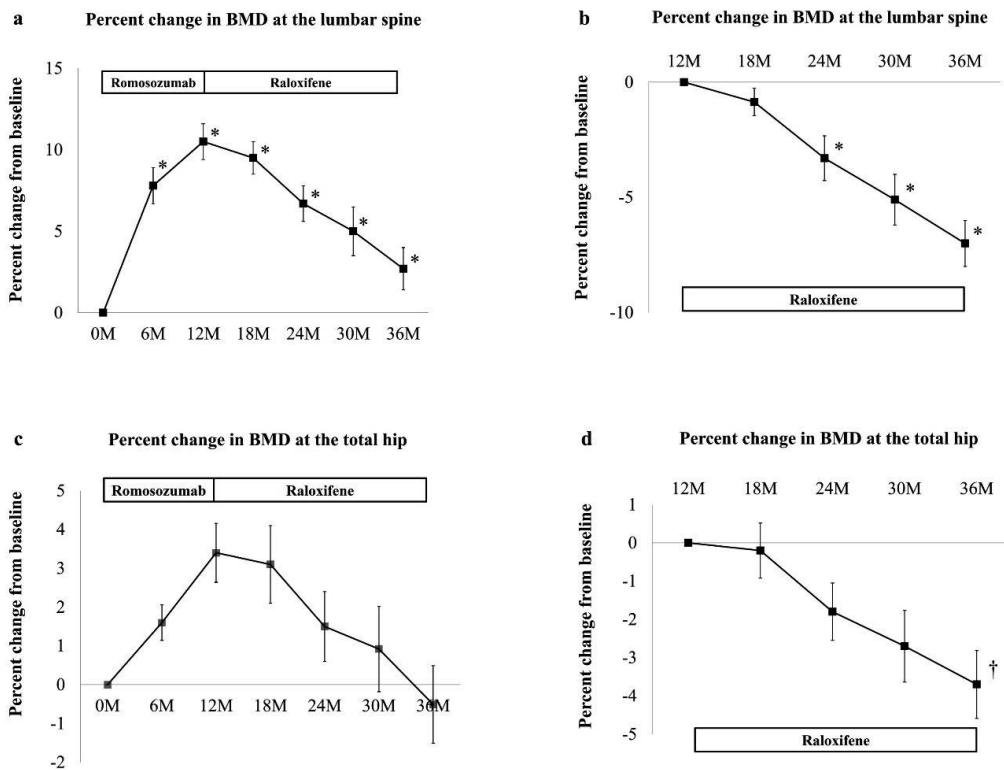 a
Percent change in BMD at the lumbar spine
Percent change from baseline
15
10
5
0
Romosozumab
Raloxifene
*
*
*
*
*
*
0M 6M 12M 18M 24M 30M 36M
b
Percent change in BMD at the lumbar spine
Percent change from baseline
12M 18M 24M 30M 36M
0
-5
-10
*
*
*
Raloxifene
c
Percent change in BMD at the total hip
Percent change from baseline
5
4
3
2
1
0
-1
-2
Romosozumab
Raloxifene
0M 6M 12M 18M 24M 30M 36M
d
Percent change in BMD at the total hip
Percent change from baseline
12M 18M 24M 30M 36M
1
0
-1
-2
-3
-4
-5
†
Raloxifene